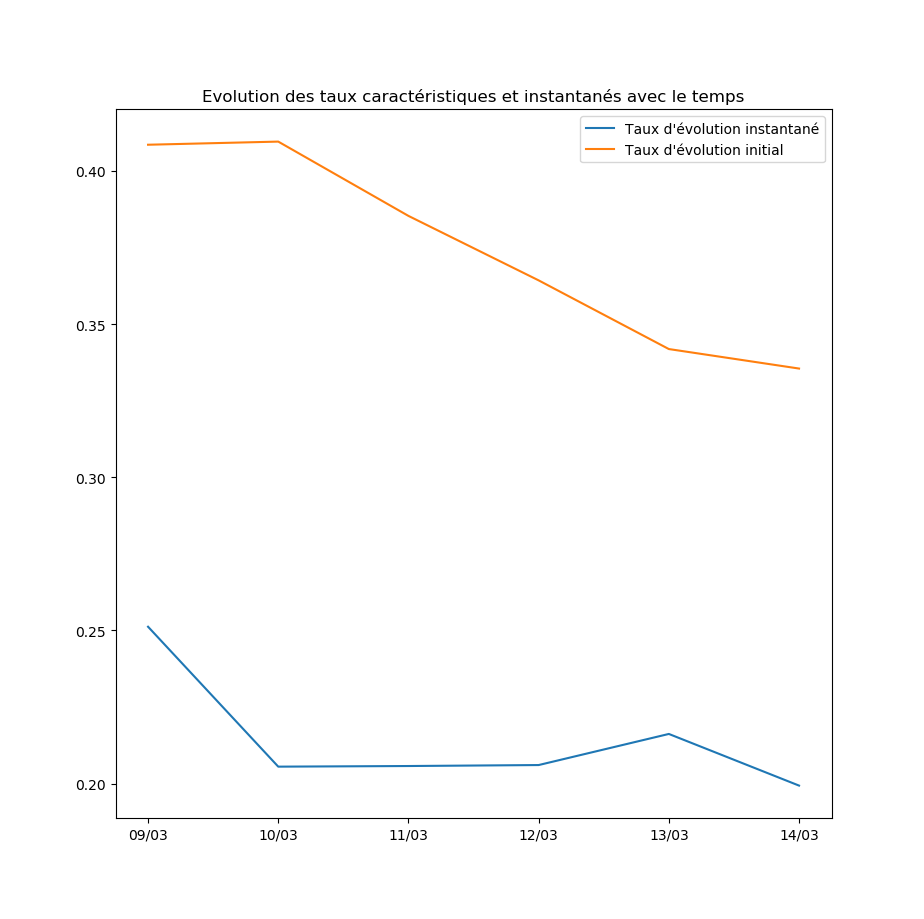 Evolution des taux caractéristiques et instantanés avec le temps
Taux d'évolution instantané
Taux d'évolution initial
0.40
0.35
0.30
0.25
0.20
09/03 10/03 11/03 12/03 13/03 14/03